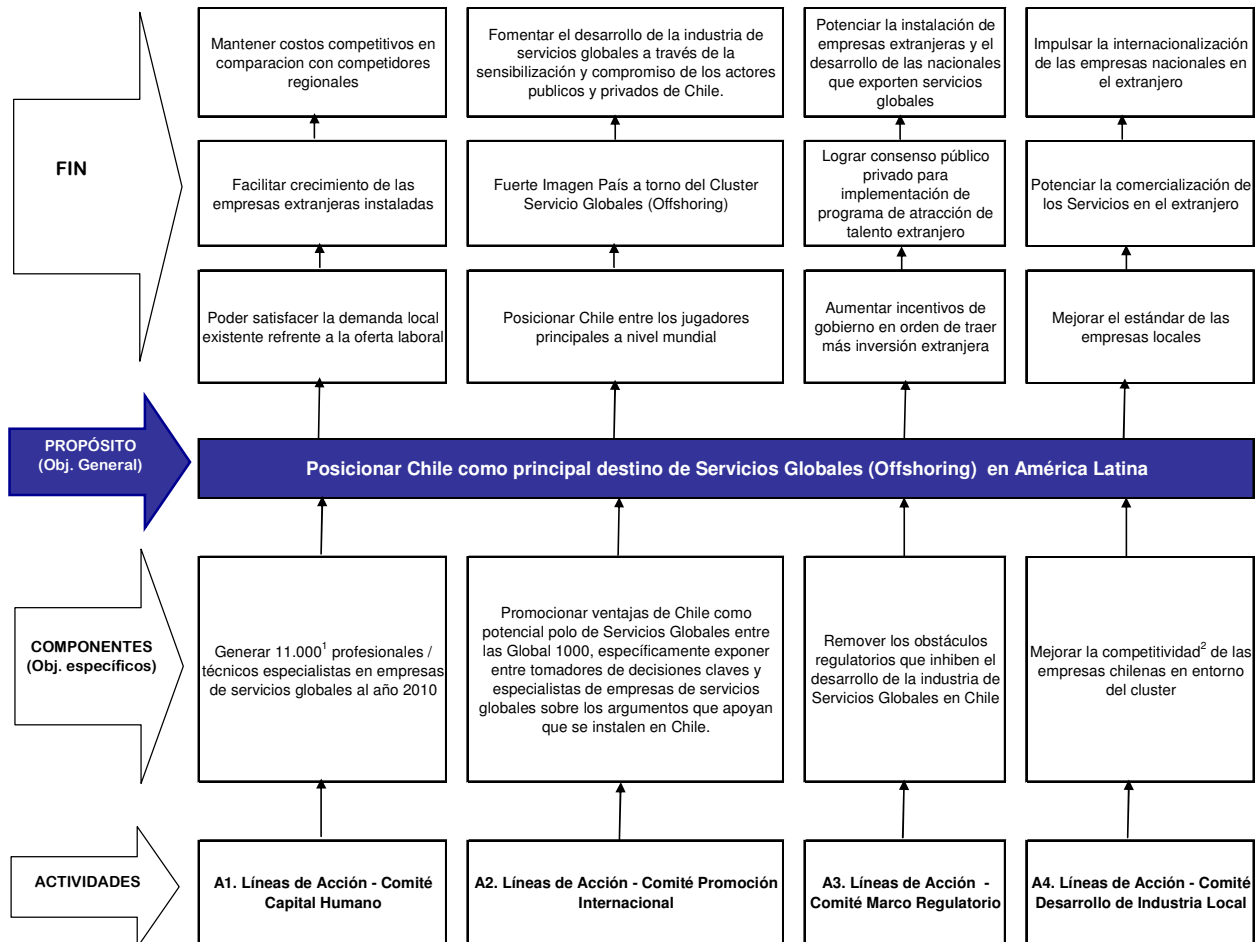 FIN
Mantener costos competitivos en
comparacion con competidores
regionales
Fomentar el desarrollo de la industria de
servicios globales a través de la
sensibilización y compromiso de los actores
publicos y privados de Chile.
Potenciar la instalación de
empresas extranjeras y el
desarrollo de las nacionales
que exporten servicios
globales
Impulsar la internacionalización
de las empresas nacionales en
el extranjero
Facilitar crecimiento de las
empresas extranjeras instaladas
Fuerte Imagen País a torno del Cluster
Servicio Globales (Offshoring)
Lograr consenso público
privado para
implementación de
programa de atracción de
talento extranjero
Potenciar la comercialización de
los Servicios en el extranjero
Poder satisfacer la demanda local
existente refrente a la oferta laboral
Posicionar Chile entre los jugadores
principales a nivel mundial
Aumentar incentivos de
gobierno en orden de traer
más inversión extranjera
Mejorar el estándar de las
empresas locales
PROPÓSITO
(Obj. General)
Posicionar Chile como principal destino de Servicios Globales (Offshoring) en América Latina
COMPONENTES
(Obj. específicos)
Generar 11.000¹ profesionales /
técnicos especialistas en empresas
de servicios globales al año 2010
Promocionar ventajas de Chile como
potencial polo de Servicios Globales entre
las Global 1000, específicamente exponer
entre tomadores de decisiones claves y
especialistas de empresas de servicios
globales sobre los argumentos que apoyan
que se instalen en Chile.
Remover los obstáculos
regulatorios que inhiben el
desarrollo de la industria de
Servicios Globales en Chile
Mejorar la competitividad² de las
empresas chilenas en entorno
del cluster
ACTIVIDADES
A1. Líneas de Acción - Comité
Capital Humano
A2. Líneas de Acción - Comité Promoción
Internacional
A3. Líneas de Acción -
Comité Marco Regulatorio
A4. Líneas de Acción - Comité
Desarrollo de Industria Local